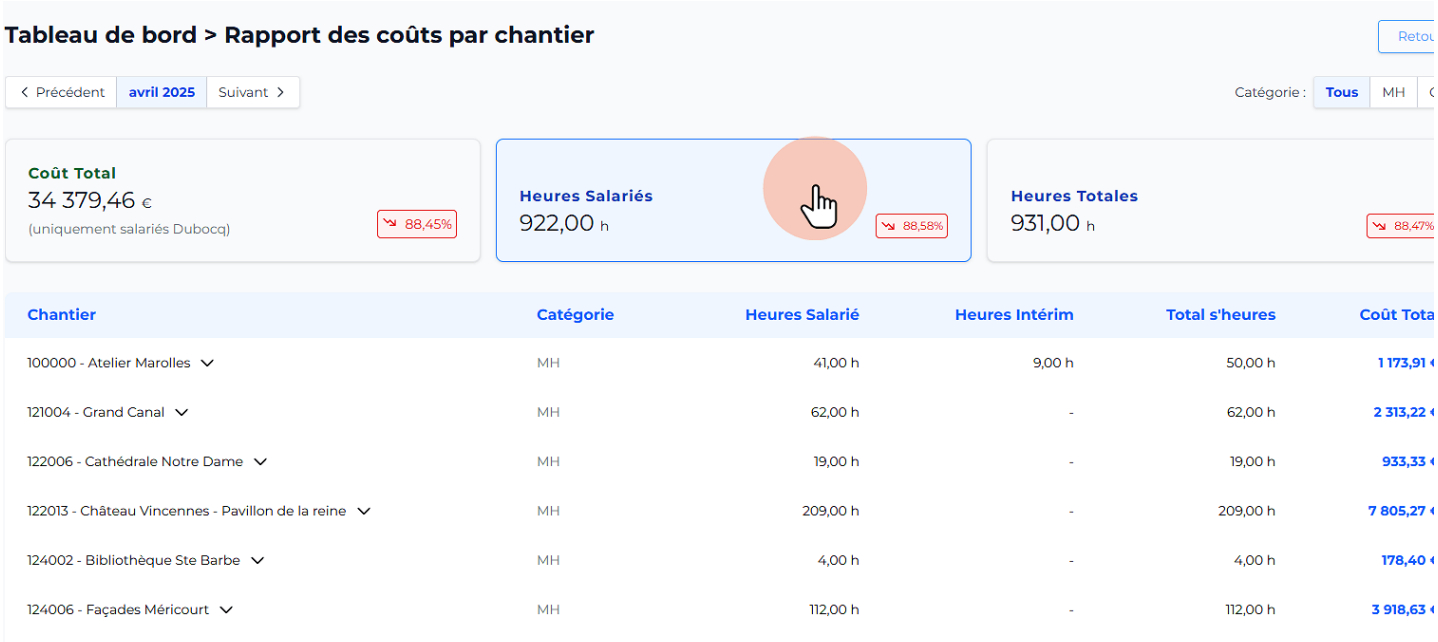 Tableau de bord > Rapport des coûts par chantier
Précédent avril 2025 Suivant
Catégorie : Tous MH
Coût Total
34 379,46 €
(uniquement salariés Dubocq)
88,45%
Heures Salariés
922,00 h
88,58%
Heures Totales
931,00 h
88,47%
Chantier Catégorie Heures Salarié Heures Intérim Total s'heures Coût
100000 - Atelier Marolles MH 41,00 h 9,00 h 50,00 h 1 173,91 €
121004 - Grand Canal MH 62,00 h - 62,00 h 2 313,22 €
122006 - Cathédrale Notre Dame MH 19,00 h - 19,00 h 933,33 €
122013 - Château Vincennes - Pavillon de la reine MH 209,00 h - 209,00 h 7 805,27 €
124002 - Bibliothèque Ste Barbe MH 4,00 h - 4,00 h 178,40 €
124006 - Façades Méricourt MH 112,00 h - 112,00 h 3 918,63 €